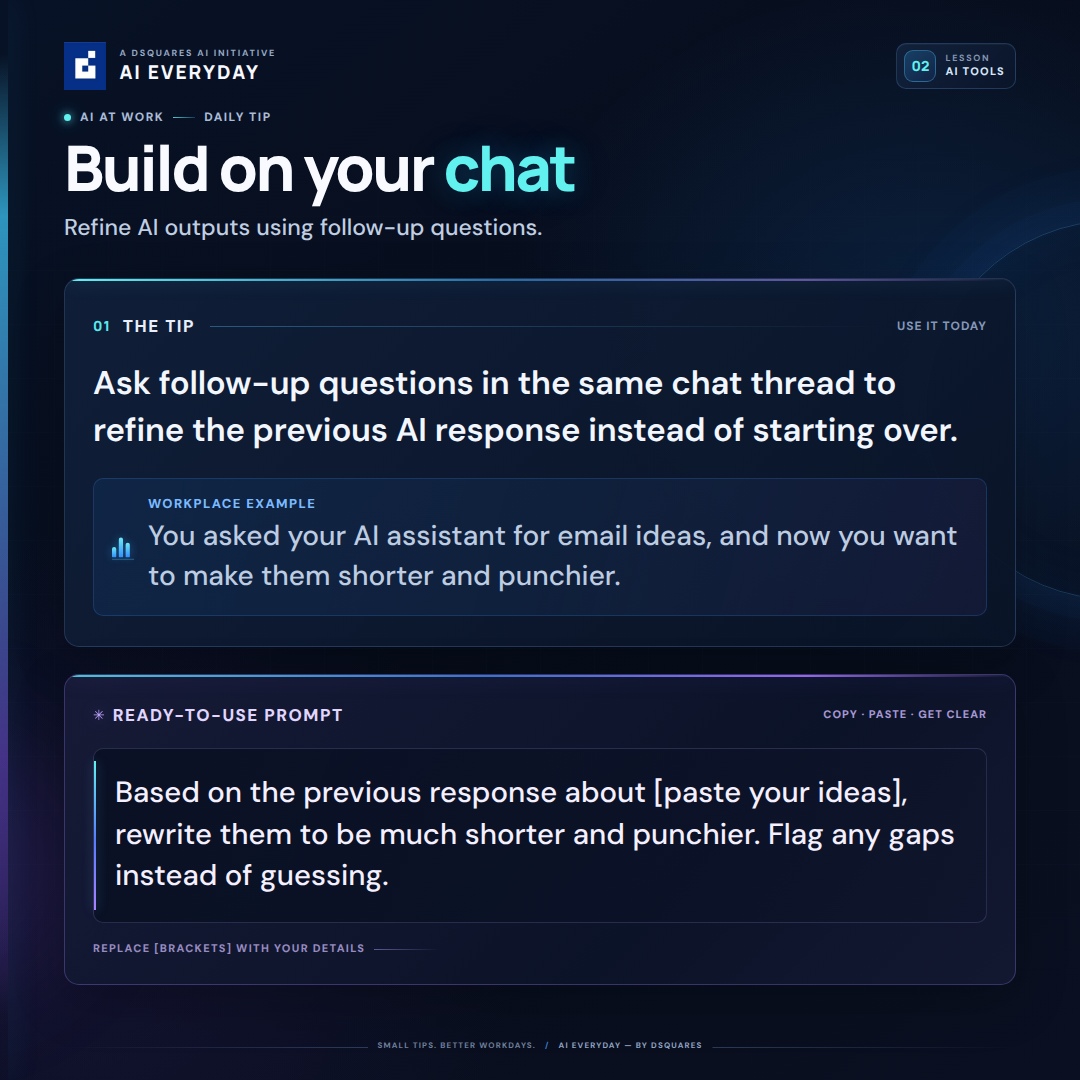 A DSQUARES AI INITIATIVE
AI EVERYDAY
02
LESSON
AI TOOLS
AI AT WORK — DAILY TIP
Build on your chat
Refine AI outputs using follow-up questions.
01 THE TIP
USE IT TODAY
Ask follow-up questions in the same chat thread to
refine the previous AI response instead of starting over.
WORKPLACE EXAMPLE
You asked your AI assistant for email ideas, and now you want
to make them shorter and punchier.
✳ READY-TO-USE PROMPT
COPY · PASTE · GET CLEAR
Based on the previous response about [paste your ideas],
rewrite them to be much shorter and punchier. Flag any gaps
instead of guessing.
REPLACE [BRACKETS] WITH YOUR DETAILS
SMALL TIPS. BETTER WORKDAYS. / AI EVERYDAY — BY DSQUARES